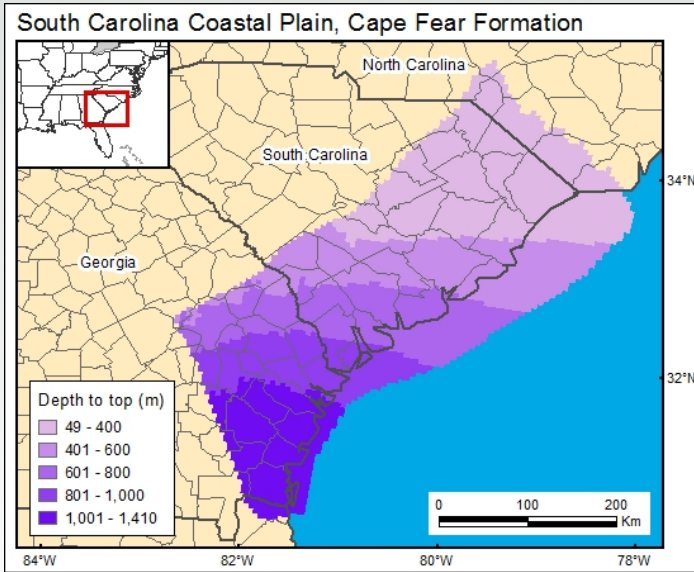 South Carolina Coastal Plain, Cape Fear Formation
North Carolina
South Carolina
Georgia
34°N
32°N
Depth to top (m)
49 - 400
401 - 600
601 - 800
801 - 1,000
1,001 - 1,410
0 100 200
Km
84°W 82°W 80°W 78°W